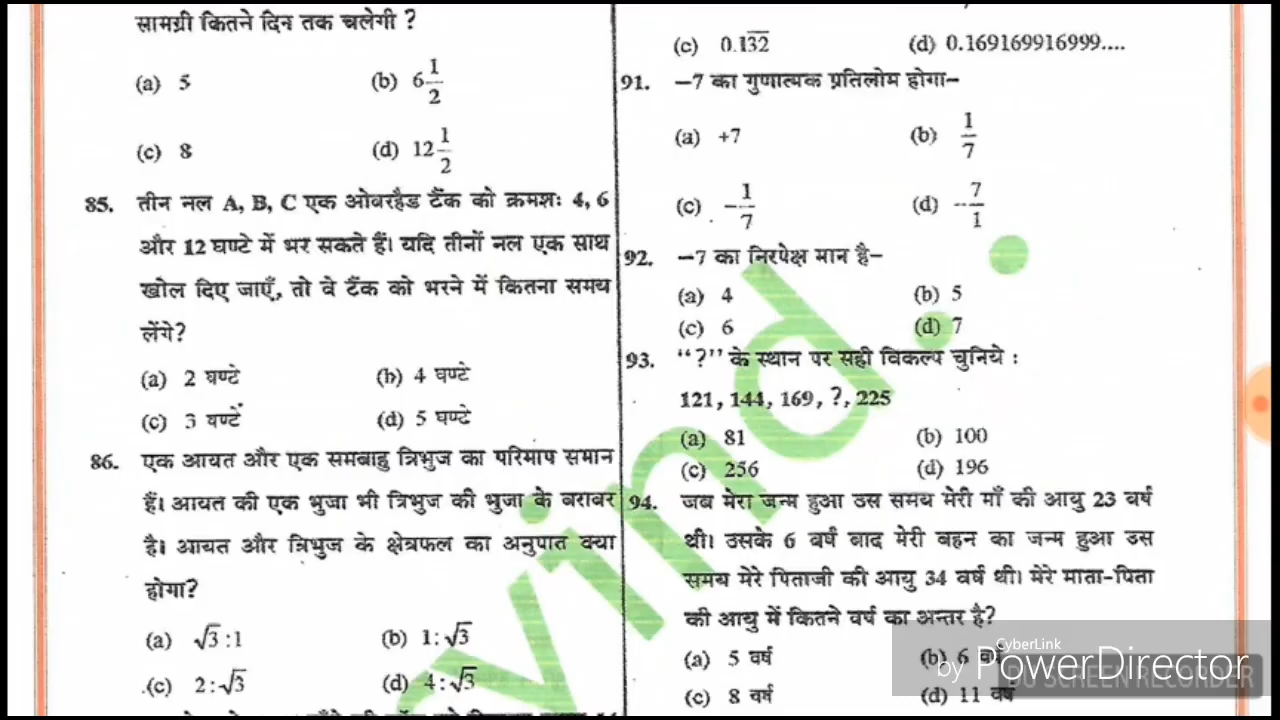 सामग्री कितने दिन तक चलेगी ?
(a) 5 (b) 6 1/2
(c) 8 (d) 12 1/2
85. तीन नल A, B, C एक ओवरहैड टैंक को क्रमशः 4, 6
और 12 घण्टे में भर सकते हैं। यदि तीनों नल एक साथ
खोल दिए जाएँ, तो वे टैंक को भरने में कितना समय
लेंगे?
(a) 2 घण्टे (b) 4 घण्टे
(c) 3 घण्टे (d) 5 घण्टे
86. एक आयत और एक समबाहु त्रिभुज का परिमाप समान
हैं। आयत की एक भुजा भी त्रिभुज की भुजा के बराबर
है। आयत और त्रिभुज के क्षेत्रफल का अनुपात क्या
होगा?
(a) √3 : 1 (b) 1 : √3
(c) 2 : √3 (d) 4 : √3
(c) 0.13̅2̅ (d) 0.169169916999....
91. –7 का गुणात्मक प्रतिलोम होगा–
(a) +7 (b) 1/7
(c) -1/7 (d) -7/1
92. –7 का निरपेक्ष मान है–
(a) 4 (b) 5
(c) 6 (d) 7
93. "?" के स्थान पर सही विकल्प चुनिये :
121, 144, 169, ?, 225
(a) 81 (b) 100
(c) 256 (d) 196
94. जब मेरा जन्म हुआ उस समय मेरी माँ की आयु 23 वर्ष
थी। उसके 6 वर्ष बाद मेरी बहन का जन्म हुआ उस
समय मेरे पिताजी की आयु 34 वर्ष थी। मेरे माता-पिता
की आयु में कितने वर्ष का अन्तर है?
(a) 5 वर्ष (b) 6 वर्ष
(c) 8 वर्ष (d) 11 वर्ष
vind.
CyberLink
by PowerDirector
DU SCREEN RECORDER